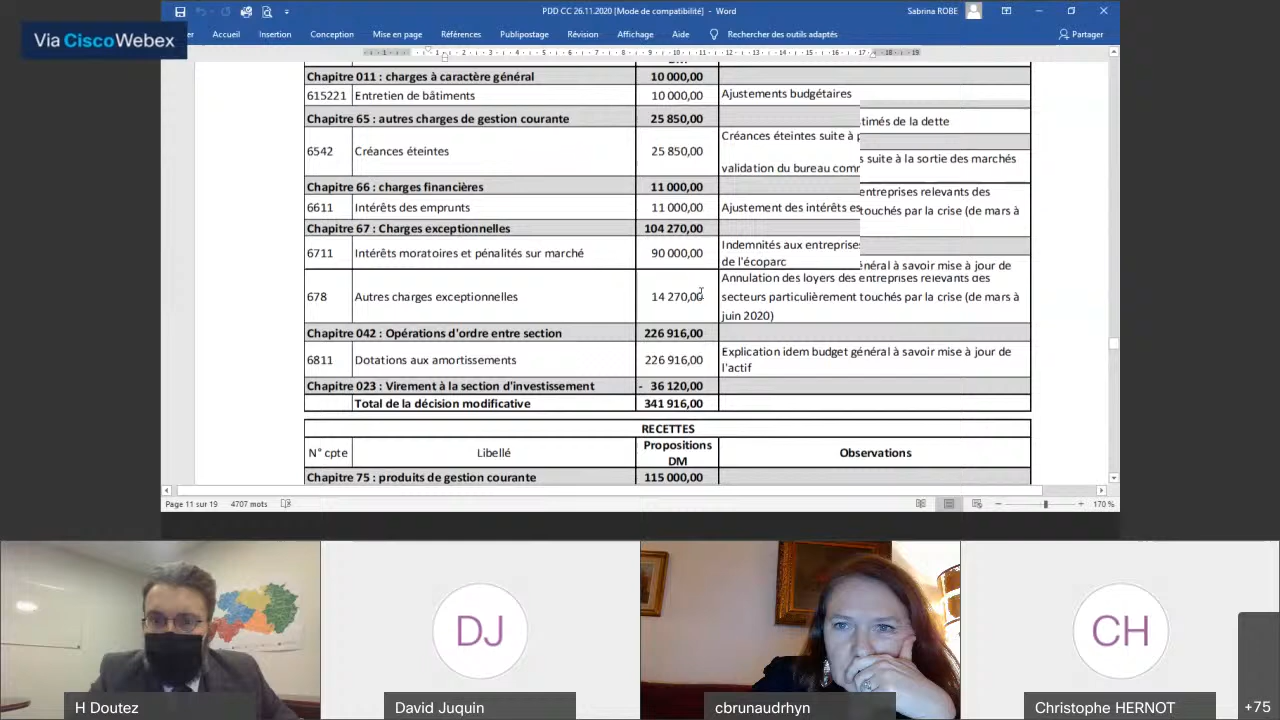 PDD CC 26.11.2020 [Mode de compatibilité] - Word
Sabrina ROBE
Via CiscoWebex
Accueil Insertion Conception Mise en page Références Publipostage Révision Affichage Aide Rechercher des outils adaptés Partager
Chapitre 011 : charges à caractère général 10 000,00
615221 Entretien de bâtiments 10 000,00 Ajustements budgétaires
Chapitre 65 : autres charges de gestion courante 25 850,00
timés de la dette
Créances éteintes suite à
6542 Créances éteintes 25 850,00
s suite à la sortie des marchés
validation du bureau com
Chapitre 66 : charges financières 11 000,00
entreprises relevants des
6611 Intérêts des emprunts 11 000,00 Ajustement des intérêts es
touchés par la crise (de mars à
Chapitre 67 : Charges exceptionnelles 104 270,00
6711 Intérêts moratoires et pénalités sur marché 90 000,00 Indemnités aux entreprises
de l'écoparc
énéral à savoir mise à jour de
Annulation des loyers des entreprises relevants des
678 Autres charges exceptionnelles 14 270,00 secteurs particulièrement touchés par la crise (de mars à
juin 2020)
Chapitre 042 : Opérations d'ordre entre section 226 916,00
6811 Dotations aux amortissements 226 916,00 Explication idem budget général à savoir mise à jour de
l'actif
Chapitre 023 : Virement à la section d'investissement - 36 120,00
Total de la décision modificative 341 916,00
RECETTES
N° cpte Libellé Propositions DM Observations
Chapitre 75 : produits de gestion courante 115 000,00
Page 11 sur 19 4707 mots 170 %
DJ
CH
H Doutez
David Juquin
cbrunaudrhyn
Christophe HERNOT
+75